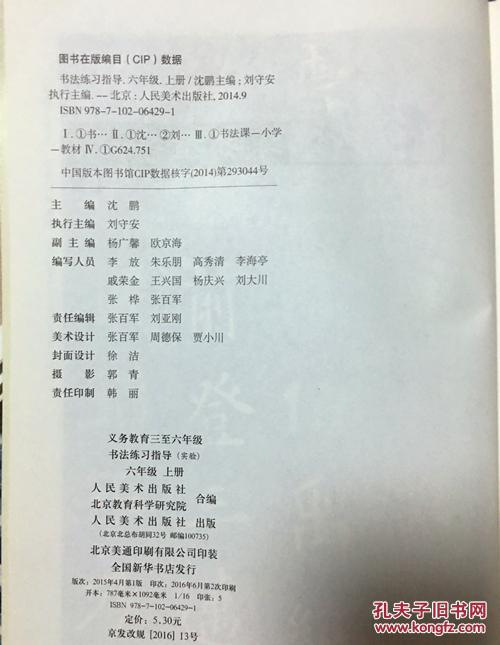 图书在版编目(CIP)数据
书法练习指导. 六年级. 上册 / 沈鹏主编; 刘守安
执行主编. -- 北京: 人民美术出版社, 2014.9
ISBN 978-7-102-06429-1
Ⅰ. ①书… Ⅱ. ①沈… ②刘… Ⅲ. ①书法课－小学
－教材 Ⅳ. ①G624.751
中国版本图书馆CIP数据核字(2014)第293044号
主 编 沈 鹏
执行主编 刘守安
副 主 编 杨广馨 欧京海
编写人员 李 放 朱乐朋 高秀清 李海亭
戚荣金 王兴国 杨庆兴 刘大川
张 桦 张百军
责任编辑 张百军 刘亚刚
美术设计 张百军 周德保 贾小川
封面设计 徐 洁
摄 影 郭 青
责任印制 韩 丽
义务教育三至六年级
书法练习指导(实验)
六年级 上册
人民美术出版社
北京教育科学研究院 合编
人民美术出版社 出版
(北京北总布胡同32号 邮编100735)
北京美通印刷有限公司印装
全国新华书店发行
版次: 2015年4月第1版 印次: 2016年6月第2次印刷
开本: 787毫米×1092毫米 1/16 印张: 5
ISBN 978-7-102-06429-1
定价: 5.30元
京发改规 [2016] 13号
孔夫子旧书网